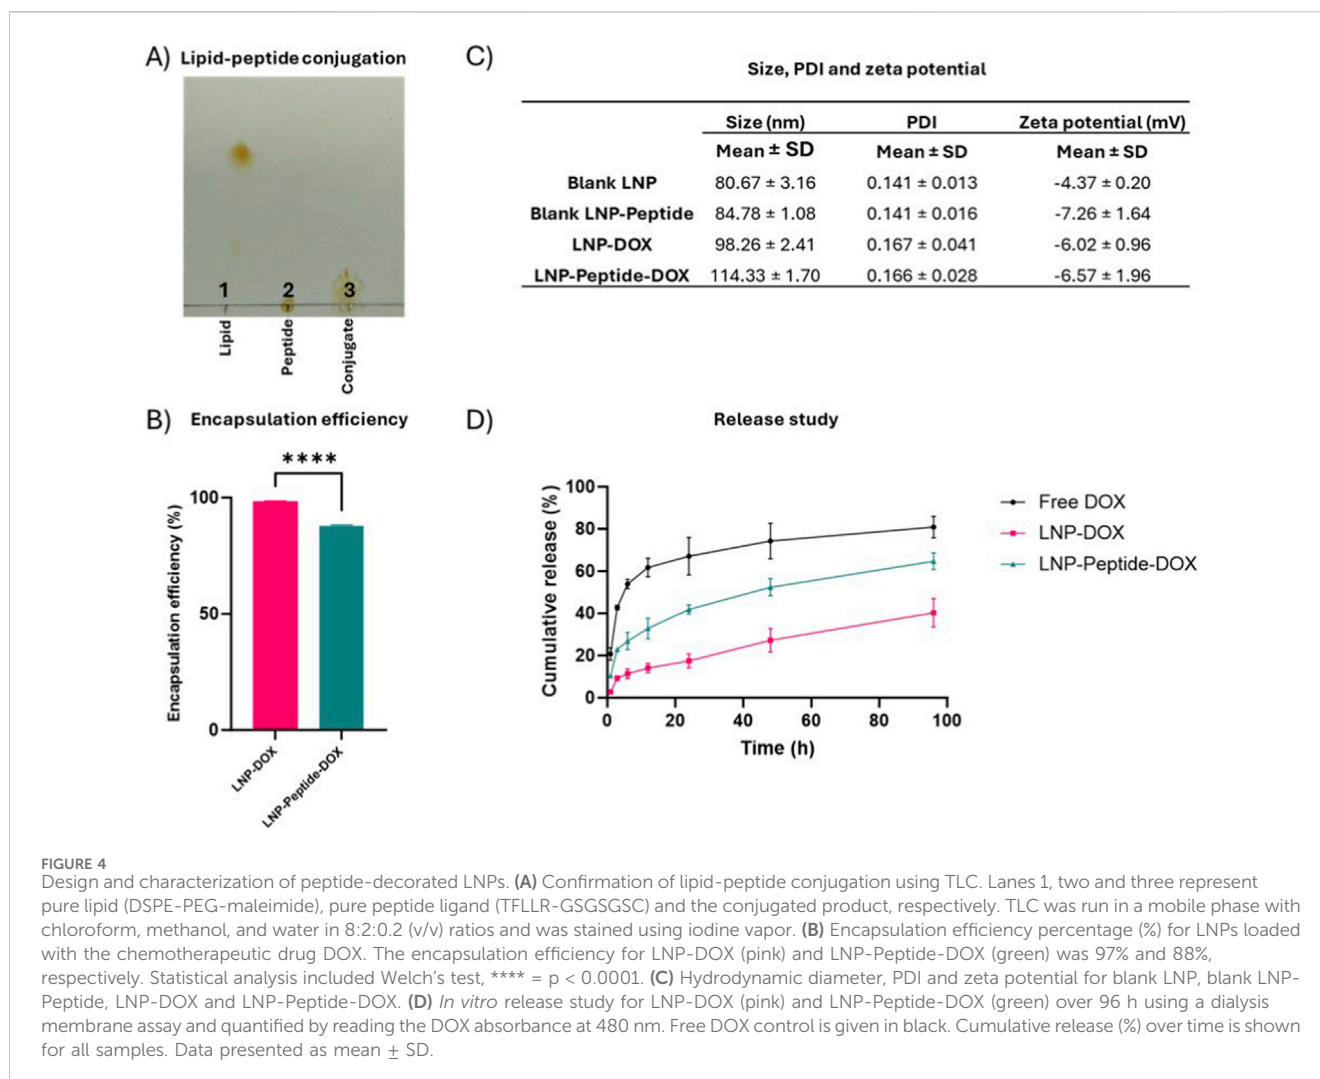 A) Lipid-peptide conjugation
1 2 3
Lipid
Peptide
Conjugate
C)
Size, PDI and zeta potential
Size (nm) PDI Zeta potential (mV)
Mean ± SD Mean ± SD Mean ± SD
Blank LNP 80.67 ± 3.16 0.141 ± 0.013 -4.37 ± 0.20
Blank LNP-Peptide 84.78 ± 1.08 0.141 ± 0.016 -7.26 ± 1.64
LNP-DOX 98.26 ± 2.41 0.167 ± 0.041 -6.02 ± 0.96
LNP-Peptide-DOX 114.33 ± 1.70 0.166 ± 0.028 -6.57 ± 1.96
B) Encapsulation efficiency
****
Encapsulation efficiency (%)
100
50
0
LNP-DOX
LNP-Peptide-DOX
D) Release study
Cumulative release (%)
100
80
60
40
20
0
0 20 40 60 80 100
Time (h)
Free DOX
LNP-DOX
LNP-Peptide-DOX
FIGURE 4
Design and characterization of peptide-decorated LNPs. (A) Confirmation of lipid-peptide conjugation using TLC. Lanes 1, two and three represent
pure lipid (DSPE-PEG-maleimide), pure peptide ligand (TFLLR-GSGSGSC) and the conjugated product, respectively. TLC was run in a mobile phase with
chloroform, methanol, and water in 8:2:0.2 (v/v) ratios and was stained using iodine vapor. (B) Encapsulation efficiency percentage (%) for LNPs loaded
with the chemotherapeutic drug DOX. The encapsulation efficiency for LNP-DOX (pink) and LNP-Peptide-DOX (green) was 97% and 88%,
respectively. Statistical analysis included Welch's test, **** = p < 0.0001. (C) Hydrodynamic diameter, PDI and zeta potential for blank LNP, blank LNP-
Peptide, LNP-DOX and LNP-Peptide-DOX. (D) In vitro release study for LNP-DOX (pink) and LNP-Peptide-DOX (green) over 96 h using a dialysis
membrane assay and quantified by reading the DOX absorbance at 480 nm. Free DOX control is given in black. Cumulative release (%) over time is shown
for all samples. Data presented as mean ± SD.